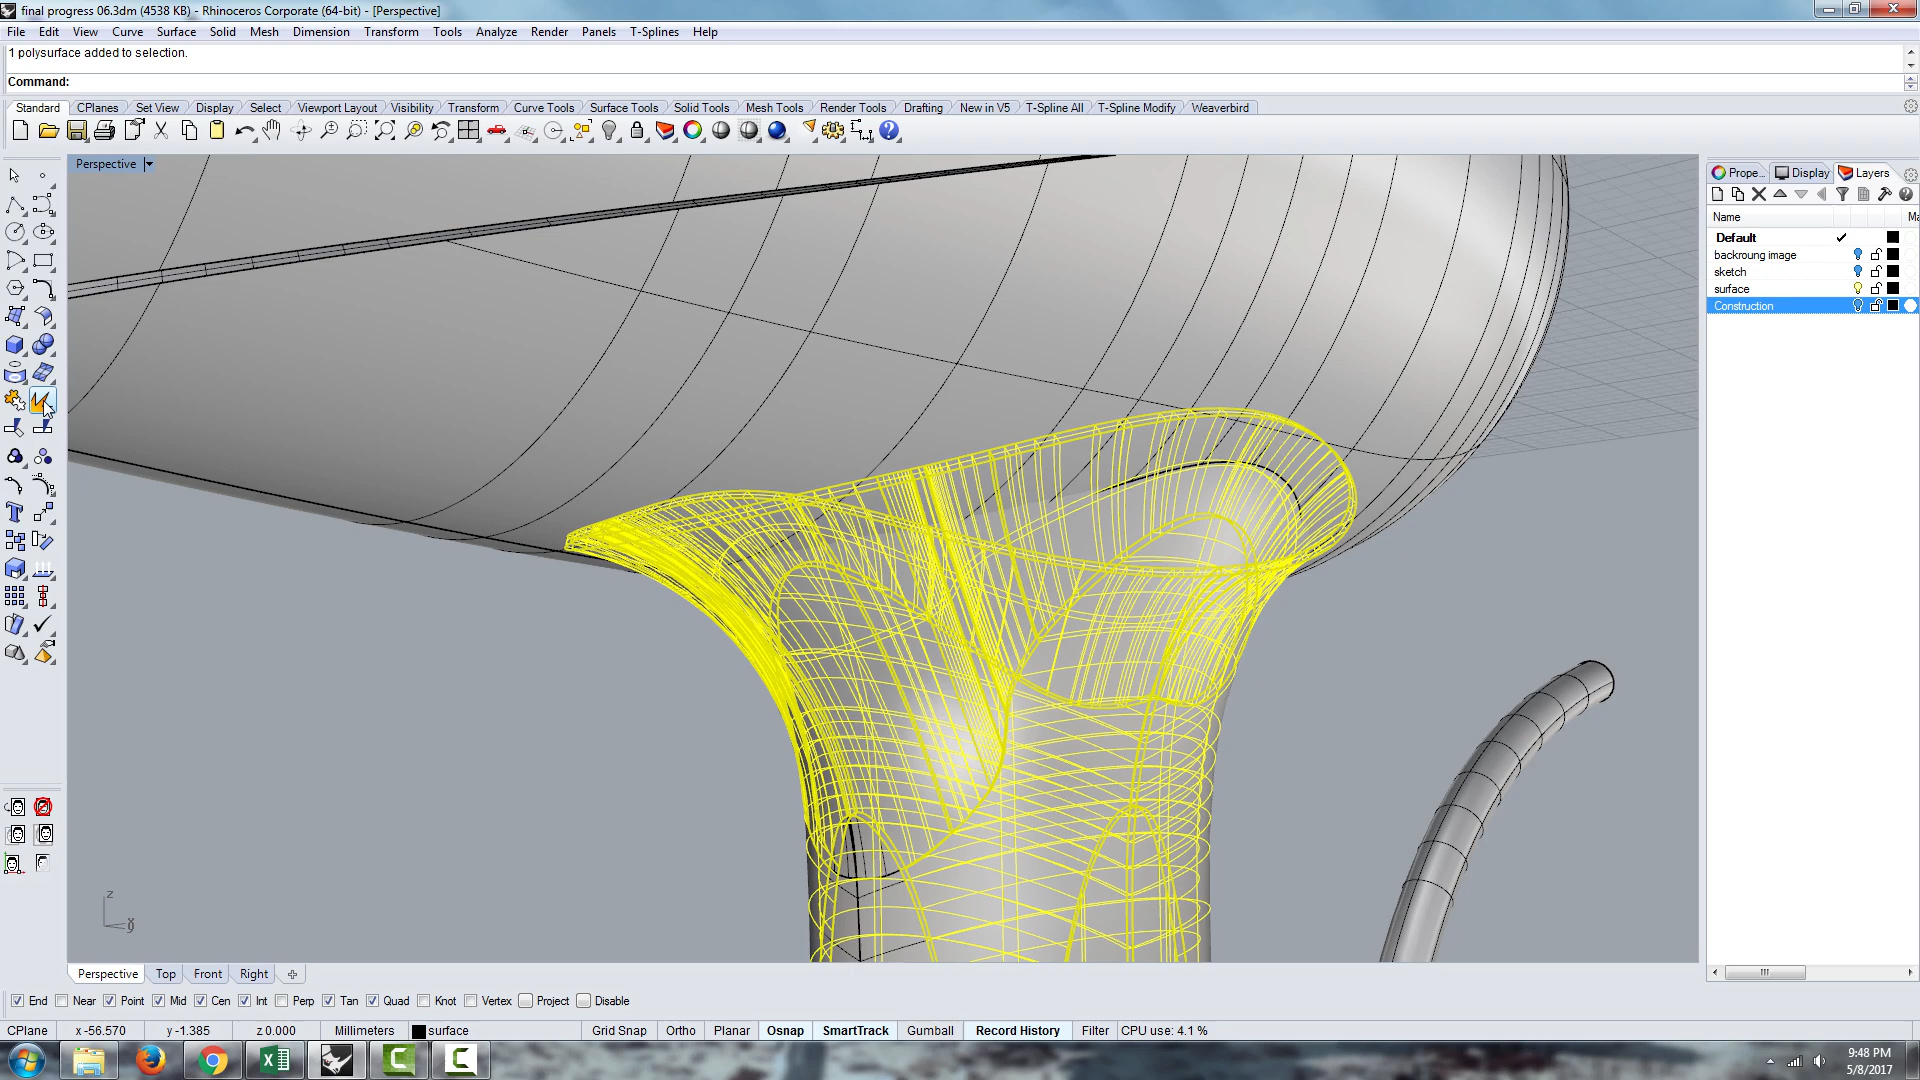 final progress 06.3dm (4538 KB) - Rhinoceros Corporate (64-bit) - [Perspective]
File Edit View Curve Surface Solid Mesh Dimension Transform Tools Analyze Render Panels T-Splines Help
1 polysurface added to selection.
Command:
Standard CPlanes Set View Display Select Viewport Layout Visibility Transform Curve Tools Surface Tools Solid Tools Mesh Tools Render Tools Drafting New in V5 T-Spline All T-Spline Modify Weaverbird
Perspective
Prope... Display Layers
Name Ma
Default
backroung image
sketch
surface
Construction
z
x
y
Perspective Top Front Right
End Near Point Mid Cen Int Perp Tan Quad Knot Vertex Project Disable
CPlane x -56.570 y -1.385 z 0.000 Millimeters surface Grid Snap Ortho Planar Osnap SmartTrack Gumball Record History Filter CPU use: 4.1 %
9:48 PM
5/8/2017